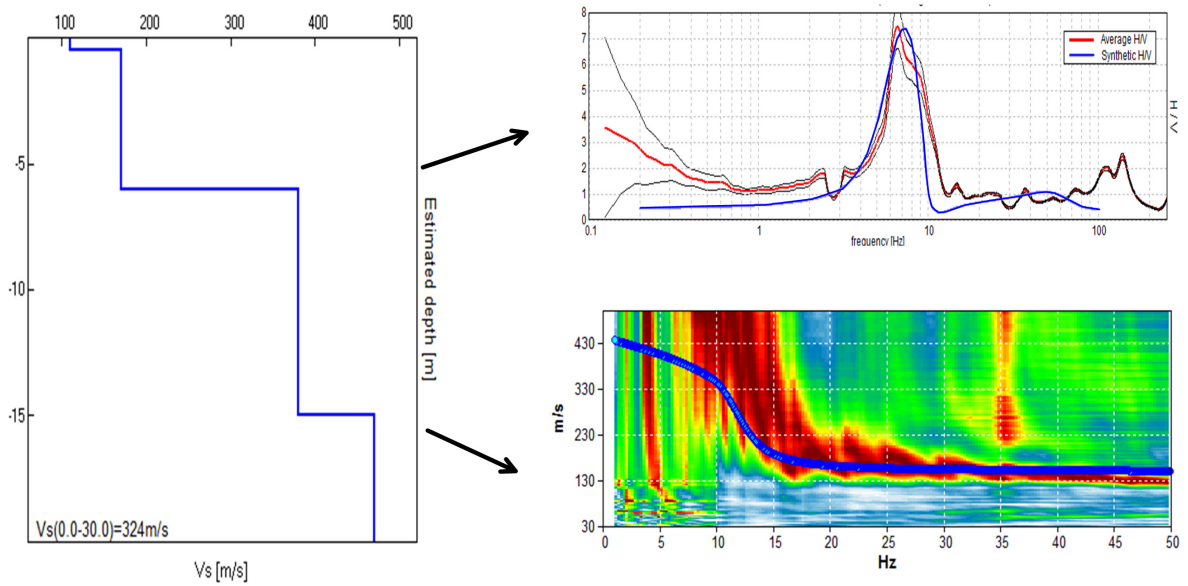 100 200 300 400 500
-5
-10
-15
Estimated depth [m]
Vs(0.0-30.0)=324m/s
Vs [m/s]
8
7
6
5
4
3
2
1
0
Average H/V
Synthetic H/V
H / V
0.1 1 10 100
frequency [Hz]
430
330
230
130
30
m/s
0 5 10 15 20 25 30 35 40 45 50
Hz